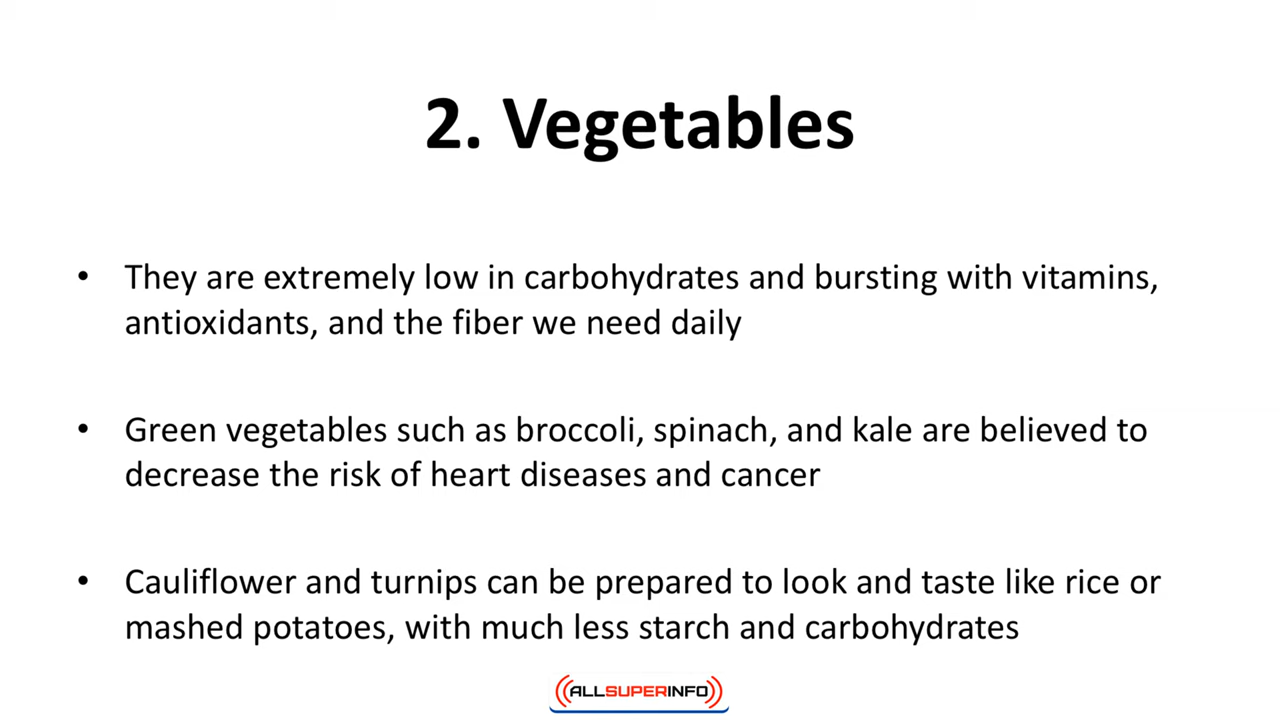 2. Vegetables
• They are extremely low in carbohydrates and bursting with vitamins,
antioxidants, and the fiber we need daily
• Green vegetables such as broccoli, spinach, and kale are believed to
decrease the risk of heart diseases and cancer
• Cauliflower and turnips can be prepared to look and taste like rice or
mashed potatoes, with much less starch and carbohydrates
ALLSUPERINFO